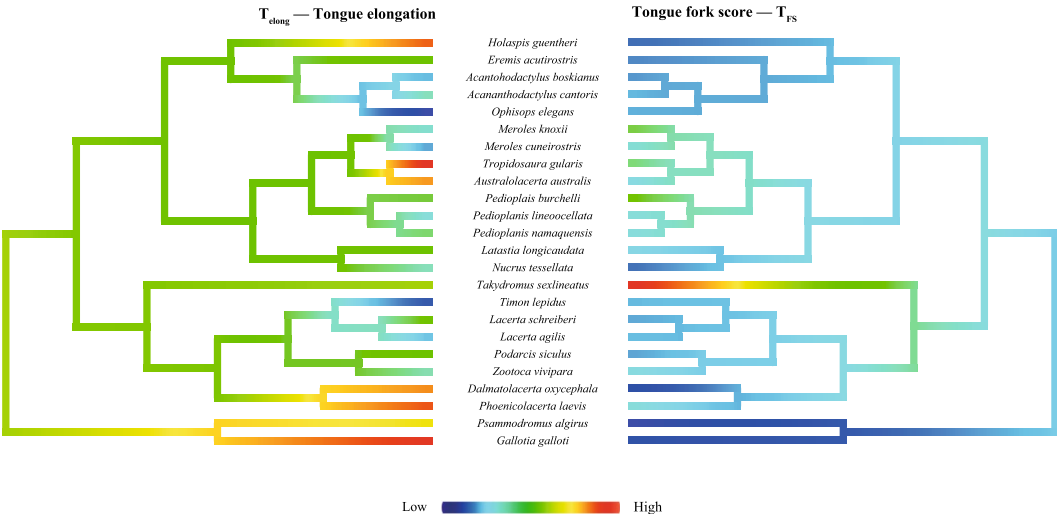 T_elong — Tongue elongation
Tongue fork score — T_FS
Holaspis guentheri
Eremis acutirostris
Acantohodactylus boskianus
Acananthodactylus cantoris
Ophisops elegans
Meroles knoxii
Meroles cuneirostris
Tropidosaura gularis
Australolacerta australis
Pedioplais burchelli
Pedioplanis lineoocellata
Pedioplanis namaquensis
Latastia longicaudata
Nucrus tessellata
Takydromus sexlineatus
Timon lepidus
Lacerta schreiberi
Lacerta agilis
Podarcis siculus
Zootoca vivipara
Dalmatolacerta oxycephala
Phoenicolacerta laevis
Psammodromus algirus
Gallotia galloti
Low High